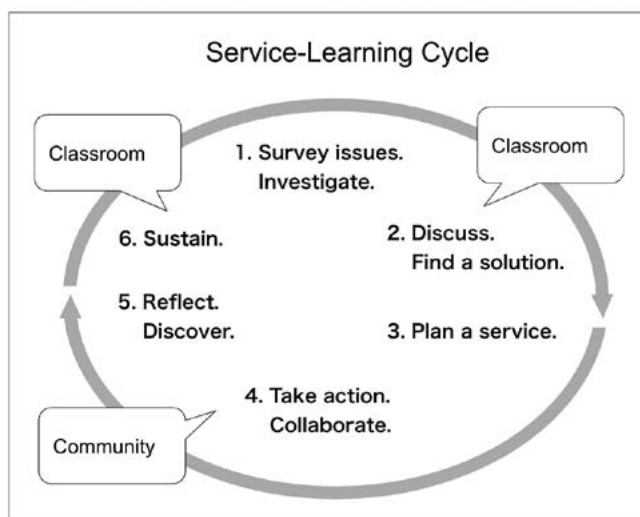 Service-Learning Cycle
Classroom
Classroom
1. Survey issues.
Investigate.
2. Discuss.
Find a solution.
3. Plan a service.
4. Take action.
Collaborate.
Community
5. Reflect.
Discover.
6. Sustain.